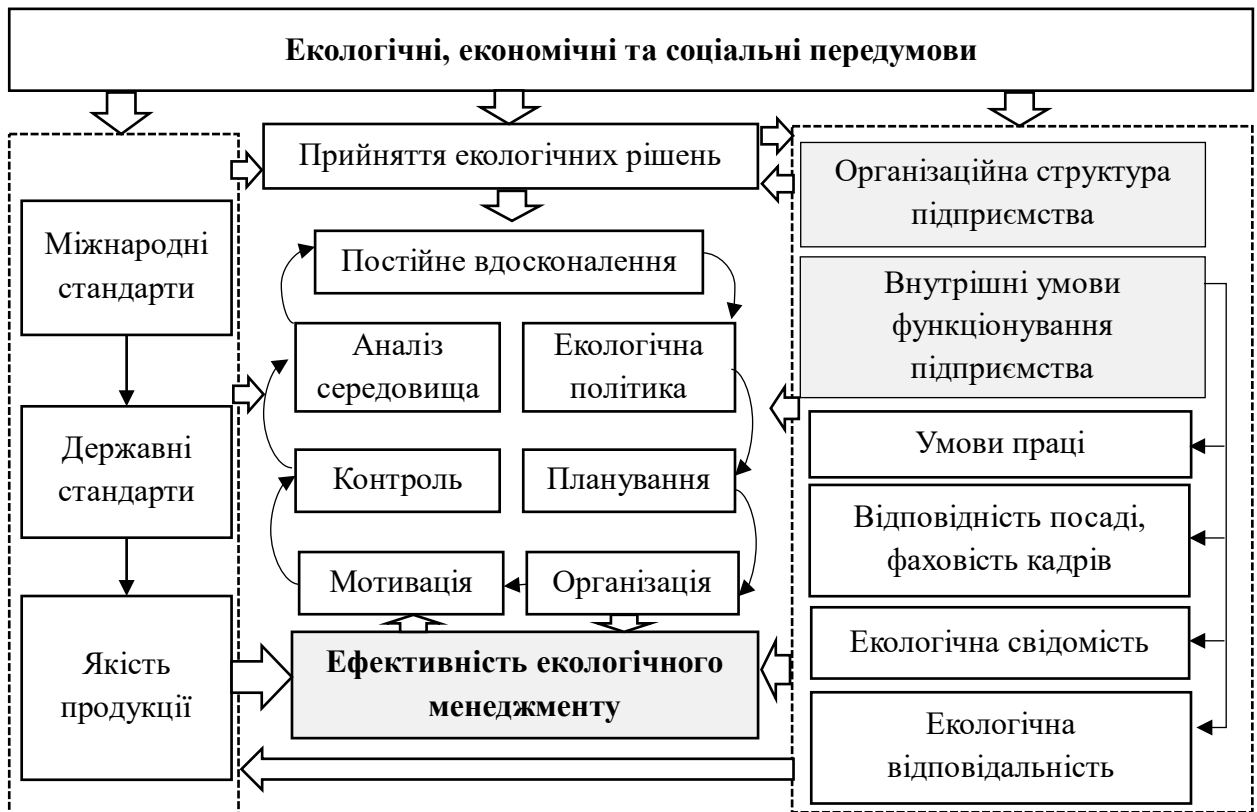 Екологічні, економічні та соціальні передумови
Прийняття екологічних рішень
Міжнародні
стандарти
Державні
стандарти
Якість
продукції
Постійне вдосконалення
Аналіз
середовища
Екологічна
політика
Контроль
Планування
Мотивація
Організація
Ефективність екологічного
менеджменту
Організаційна структура
підприємства
Внутрішні умови
функціонування
підприємства
Умови праці
Відповідність посаді,
фаховість кадрів
Екологічна свідомість
Екологічна
відповідальність